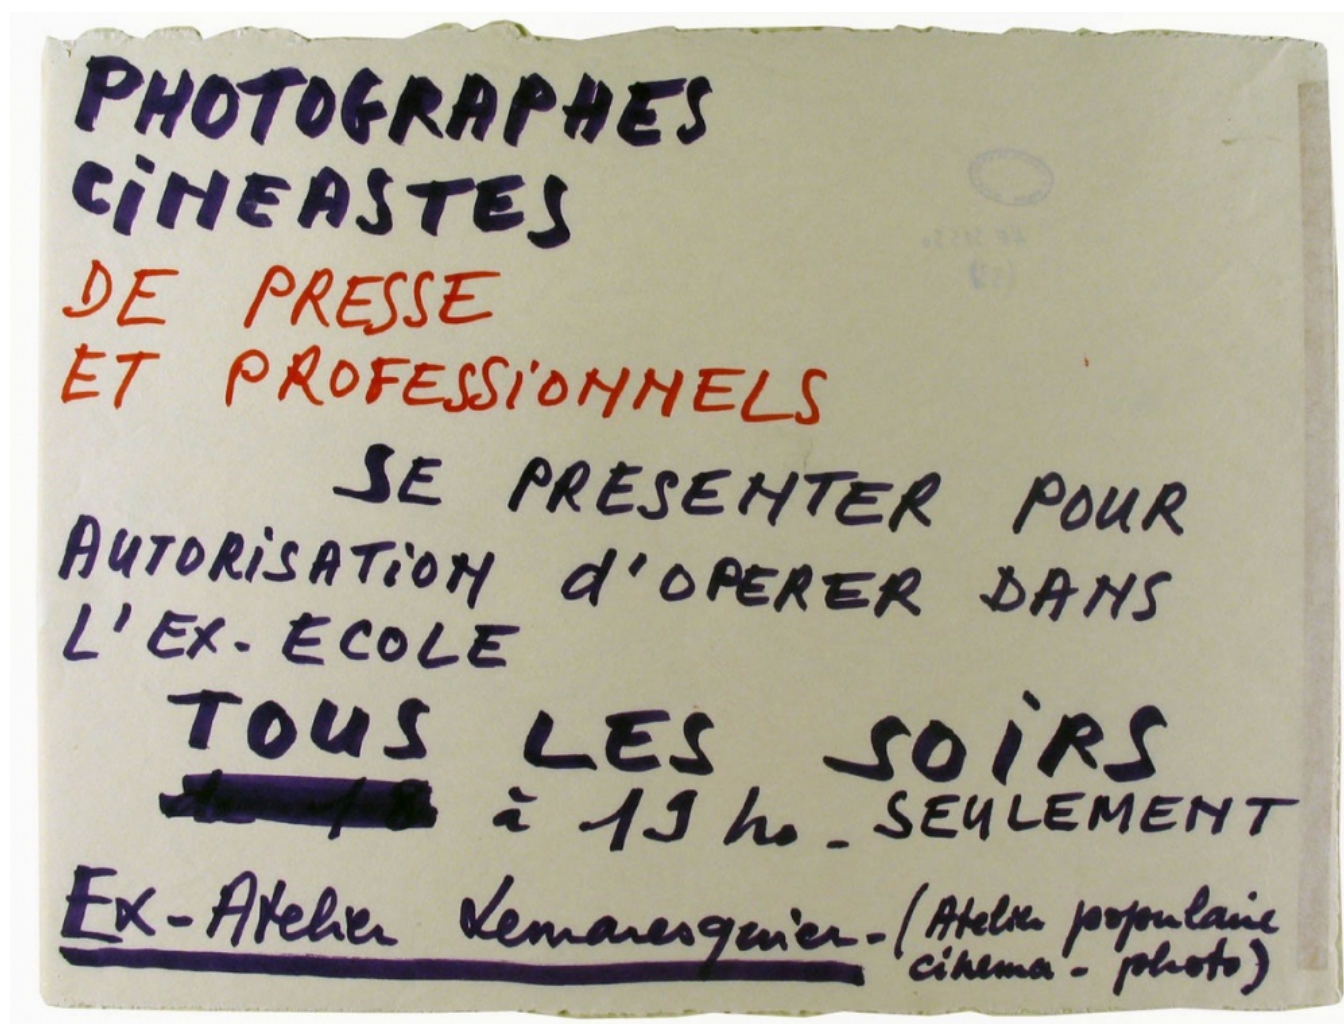 PHOTOGRAPHES
CiNEASTES
DE PRESSE
ET PROFESSiONNELS
SE PRESENTER POUR
AUTORiSATiON d'OPERER DANS
L'EX-ECOLE
TOUS LES SOiRS
à 19 h. - SEULEMENT
Ex-Atelier Lemaresquier - (Atelier populaire
cinema - photo)